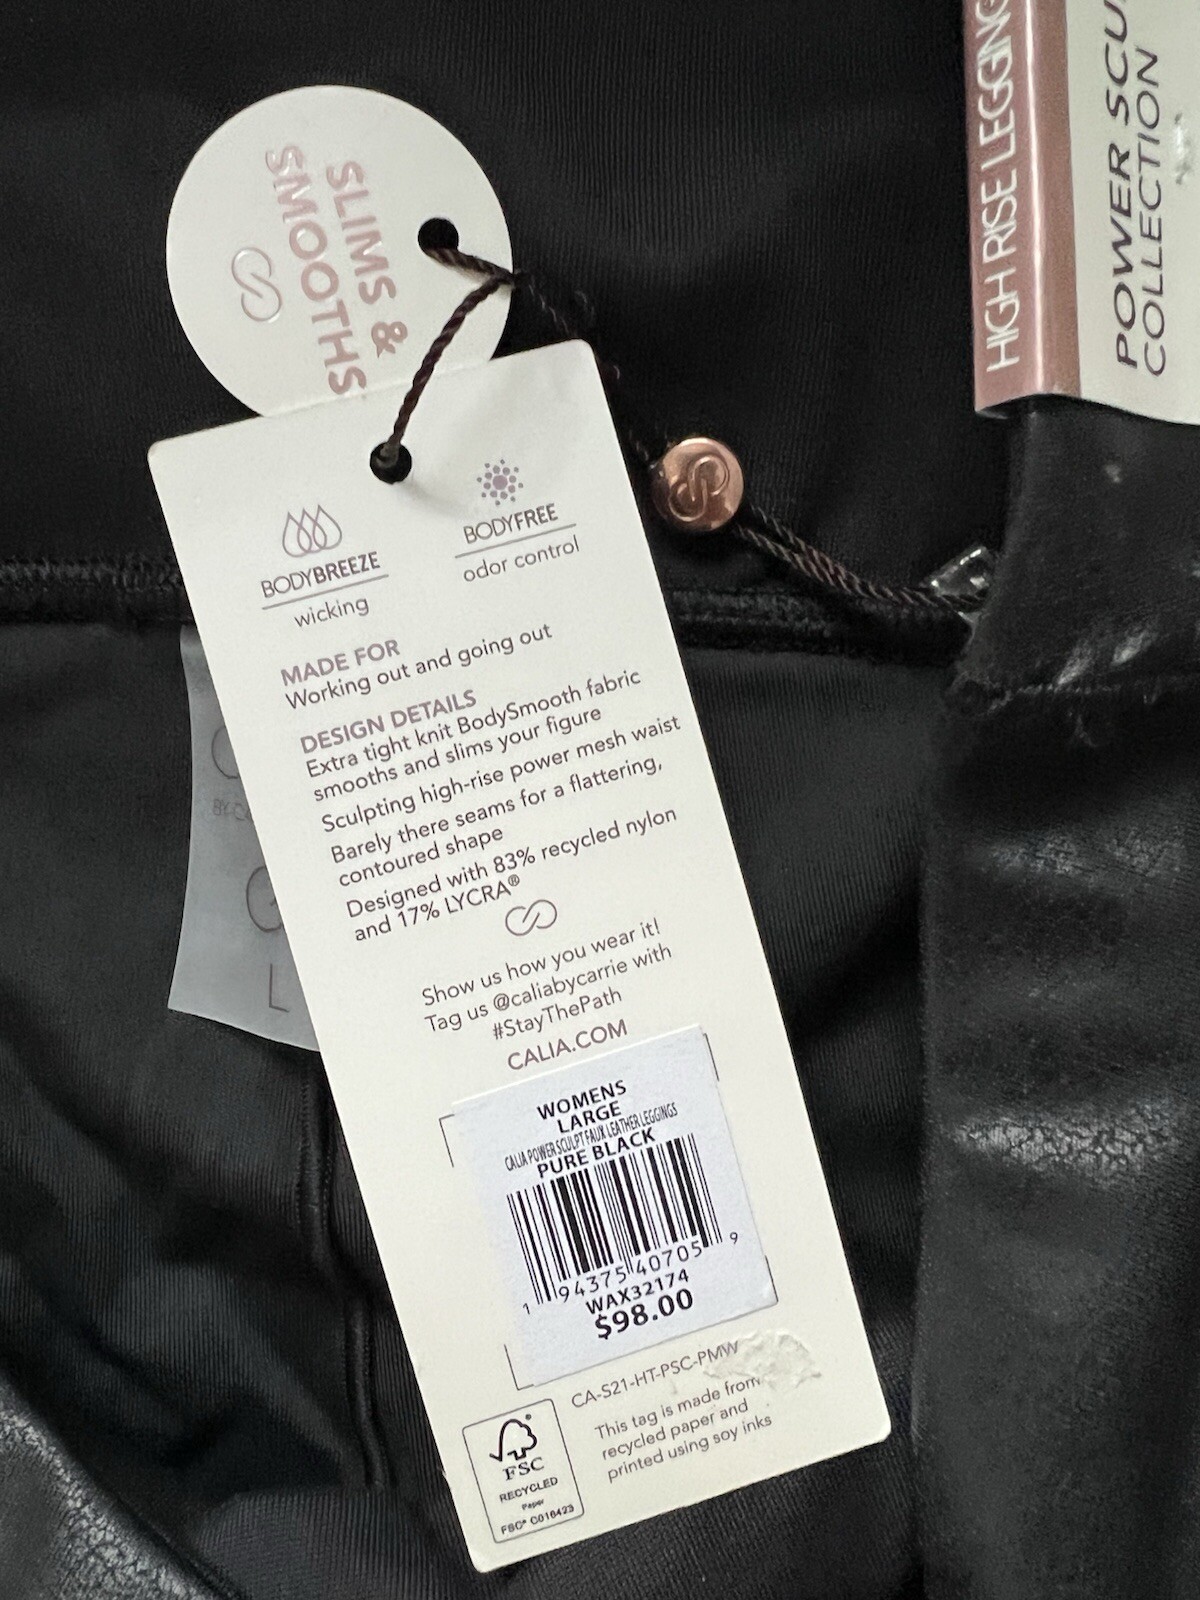 SLIMS &
SMOOTHS
HIGH RISE LEGGING
POWER SCU
COLLECTION
BODYBREEZE
wicking
BODYFREE
odor control
MADE FOR
Working out and going out
DESIGN DETAILS
Extra tight knit BodySmooth fabric
smooths and slims your figure
Sculpting high-rise power mesh waist
Barely there seams for a flattering,
contoured shape
Designed with 83% recycled nylon
and 17% LYCRA®
Show us how you wear it!
Tag us @caliabycarrie with
#StayThePath
CALIA.COM
L
WOMENS
LARGE
CALIA POWER SCULPT FAUX LEATHER LEGGINGS
PURE BLACK
1 94375 40705 9
WAX32174
$98.00
CA-S21-HT-PSC-PMW
This tag is made from
recycled paper and
printed using soy inks
FSC
RECYCLED
Paper
FSC® C016423